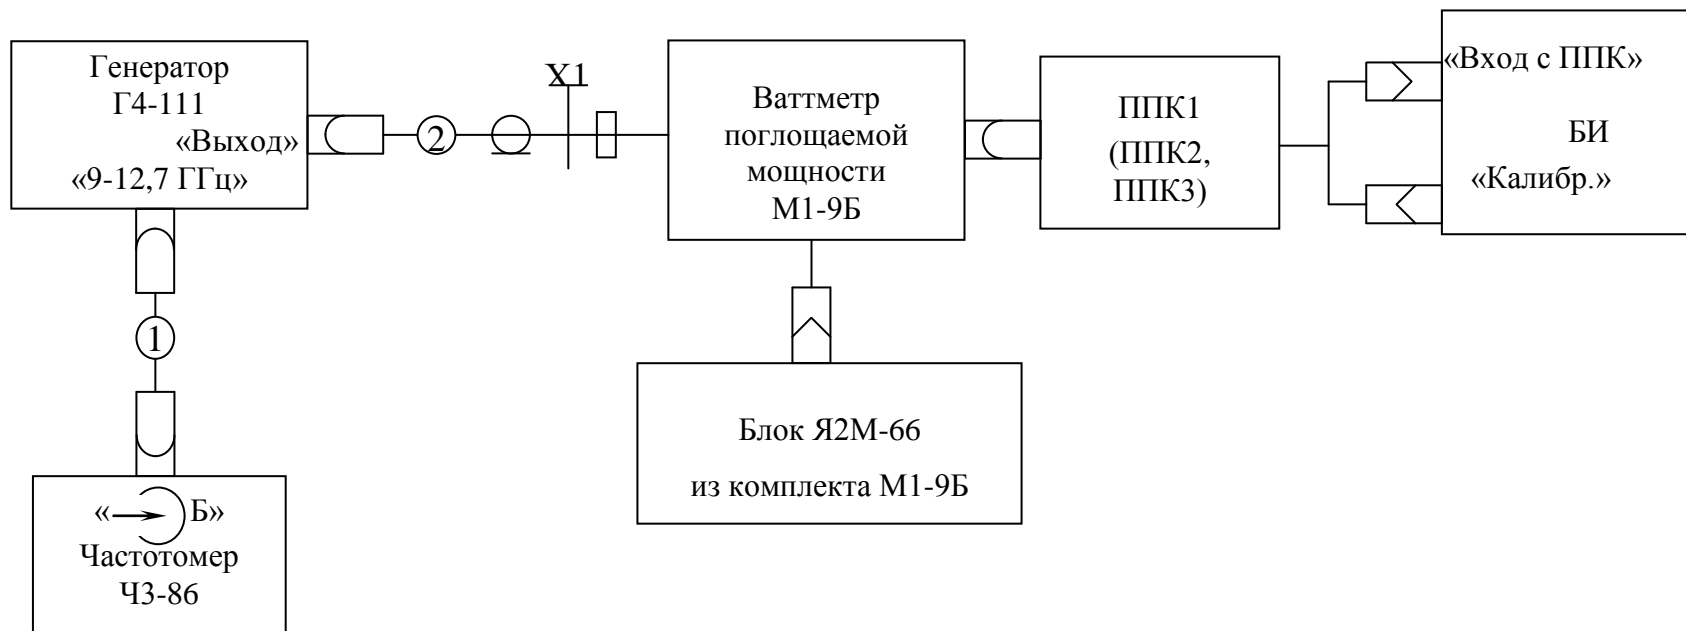 Генератор
Г4-111
«Выход»
«9-12,7 ГГц»
2
Х1
Ваттметр
поглощаемой
мощности
М1-9Б
ППК1
(ППК2,
ППК3)
«Вход с ППК»
БИ
«Калибр.»
1
Блок Я2М-66
из комплекта М1-9Б
« Б»
Частотомер
Ч3-86